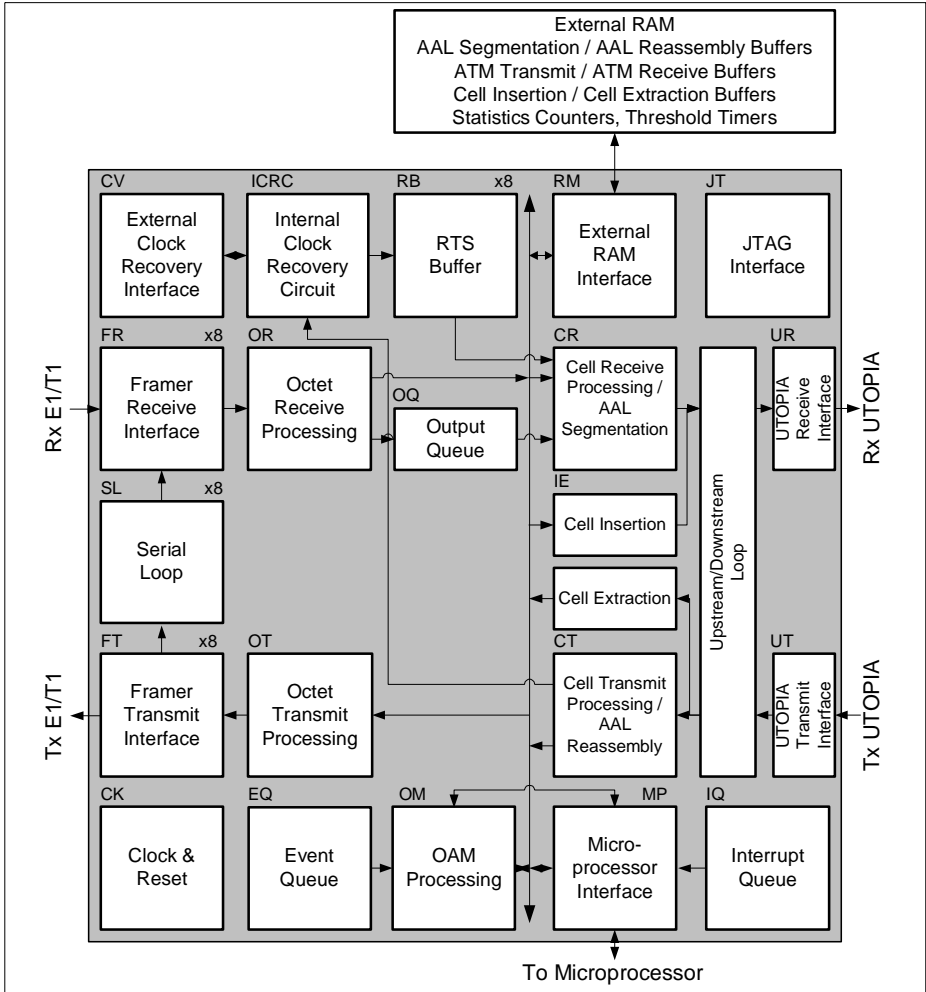 External RAM
AAL Segmentation / AAL Reassembly Buffers
ATM Transmit / ATM Receive Buffers
Cell Insertion / Cell Extraction Buffers
Statistics Counters, Threshold Timers
CV
ICRC
RB
x8
RM
JT
External
Clock
Recovery
Interface
Internal
Clock
Recovery
Circuit
RTS
Buffer
External
RAM
Interface
JTAG
Interface
FR
x8
OR
CR
UR
Rx E1/T1
Framer
Receive
Interface
Octet
Receive
Processing
OQ
Output
Queue
Cell Receive
Processing /
AAL
Segmentation
UTOPIA
Receive
Interface
Rx UTOPIA
SL
x8
IE
Serial
Loop
Cell Insertion
Cell Extraction
Upstream/Downstream
Loop
FT
x8
OT
CT
UT
Tx E1/T1
Framer
Transmit
Interface
Octet
Transmit
Processing
Cell Transmit
Processing /
AAL
Reassembly
UTOPIA
Transmit
Interface
Tx UTOPIA
CK
EQ
OM
MP
IQ
Clock &
Reset
Event
Queue
OAM
Processing
Micro-
processor
Interface
Interrupt
Queue
To Microprocessor